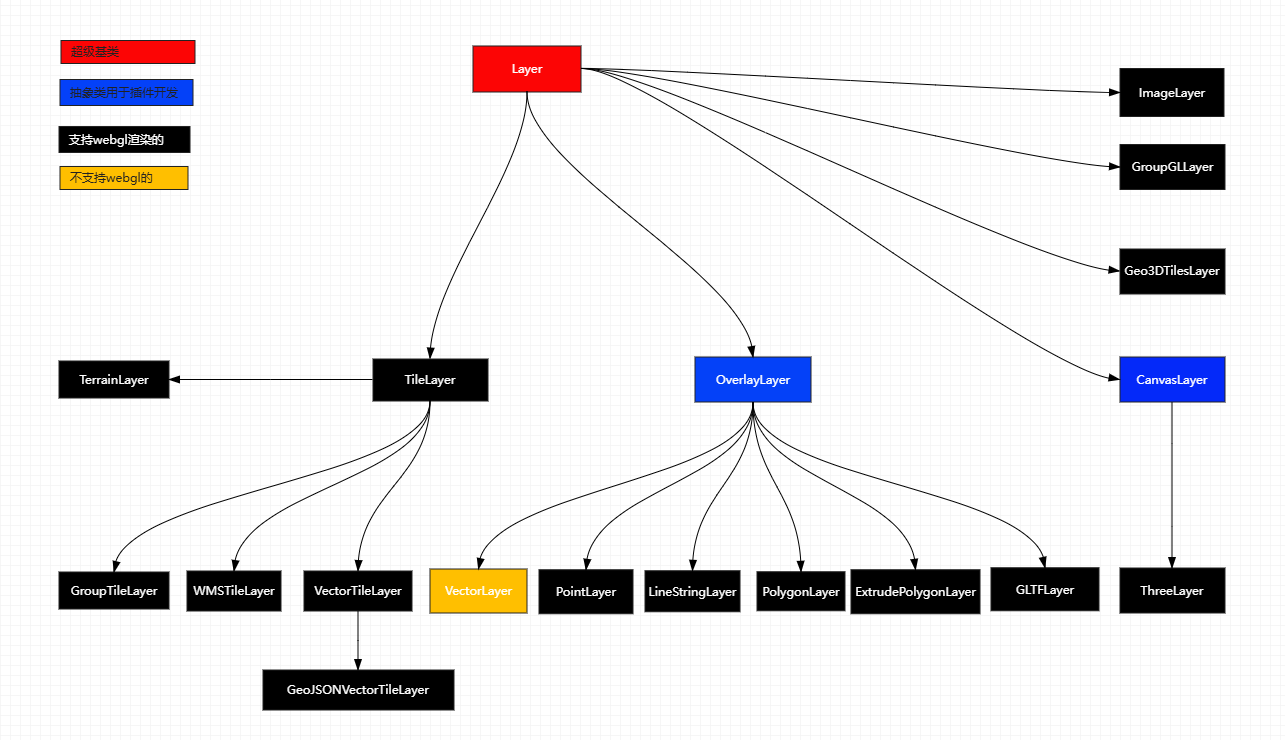 超级基类
抽象类用于插件开发
支持webgl渲染的
不支持webgl的
Layer
ImageLayer
GroupGLLayer
Geo3DTilesLayer
TerrainLayer
TileLayer
OverlayLayer
CanvasLayer
GroupTileLayer
WMSTileLayer
VectorTileLayer
VectorLayer
PointLayer
LineStringLayer
PolygonLayer
ExtrudePolygonLayer
GLTFLayer
ThreeLayer
GeoJSONVectorTileLayer